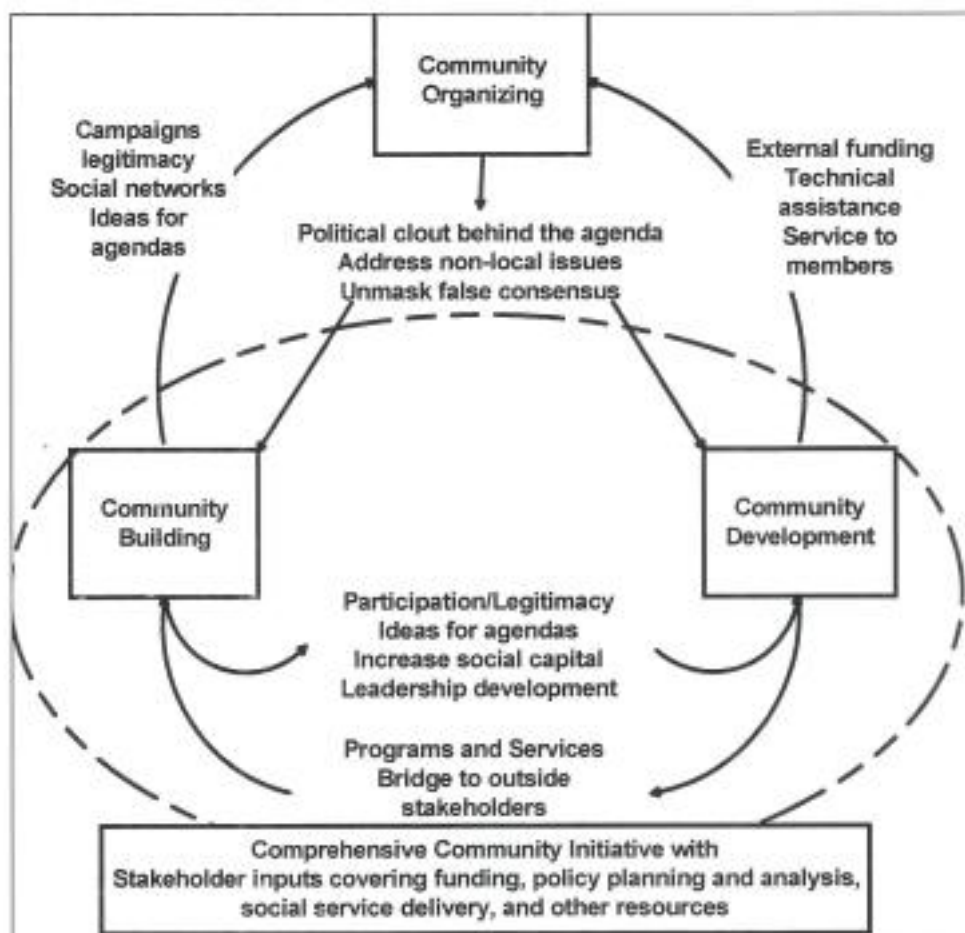 Community
Organizing
Campaigns
legitimacy
Social networks
Ideas for
agendas
External funding
Technical
assistance
Service to
members
Political clout behind the agenda
Address non-local issues
Unmask false consensus
Community
Building
Community
Development
Participation/Legitimacy
Ideas for agendas
Increase social capital
Leadership development
Programs and Services
Bridge to outside
stakeholders
Comprehensive Community Initiative with
Stakeholder inputs covering funding, policy planning and analysis,
social service delivery, and other resources